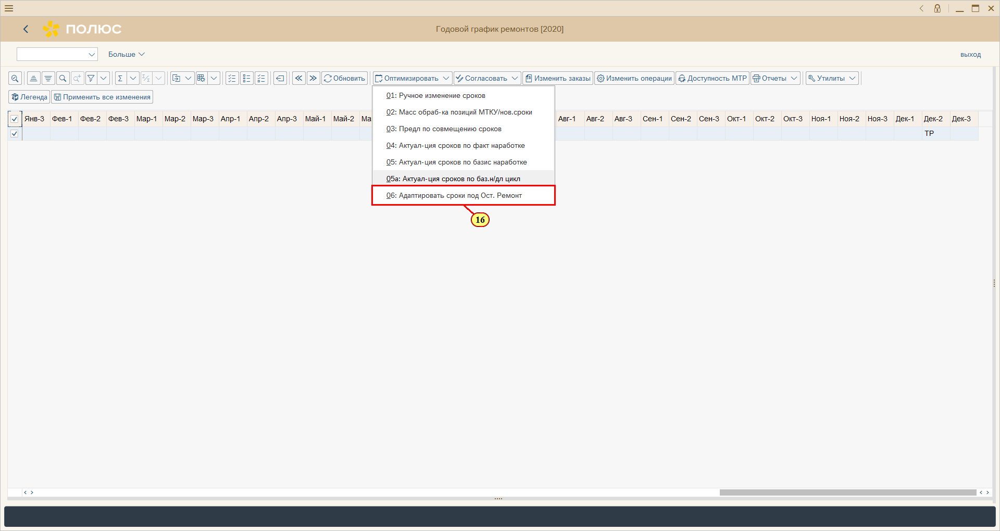 ПОЛЮС
Годовой график ремонтов [2020]
Больше
выход
Обновить
Оптимизировать
Согласовать
Изменить заказы
Изменить операции
Доступность МТР
Отчеты
Утилиты
Легенда
Применить все изменения
01: Ручное изменение сроков
02: Масс обраб-ка позиций МТКУ/нов.сроки
03: Предл по совмещению сроков
04: Актуал-ция сроков по факт наработке
05: Актуал-ция сроков по базис наработке
05а: Актуал-ция сроков по баз.н/дл цикл
06: Адаптировать сроки под Ост. Ремонт
16
Янв-3 Фев-1 Фев-2 Фев-3 Мар-1 Мар-2 Мар-3 Апр-1 Апр-2 Апр-3 Май-1 Май-2 Ма Авг-1 Авг-2 Авг-3 Сен-1 Сен-2 Сен-3 Окт-1 Окт-2 Окт-3 Ноя-1 Ноя-2 Ноя-3 Дек-1 Дек-2 Дек-3
ТР